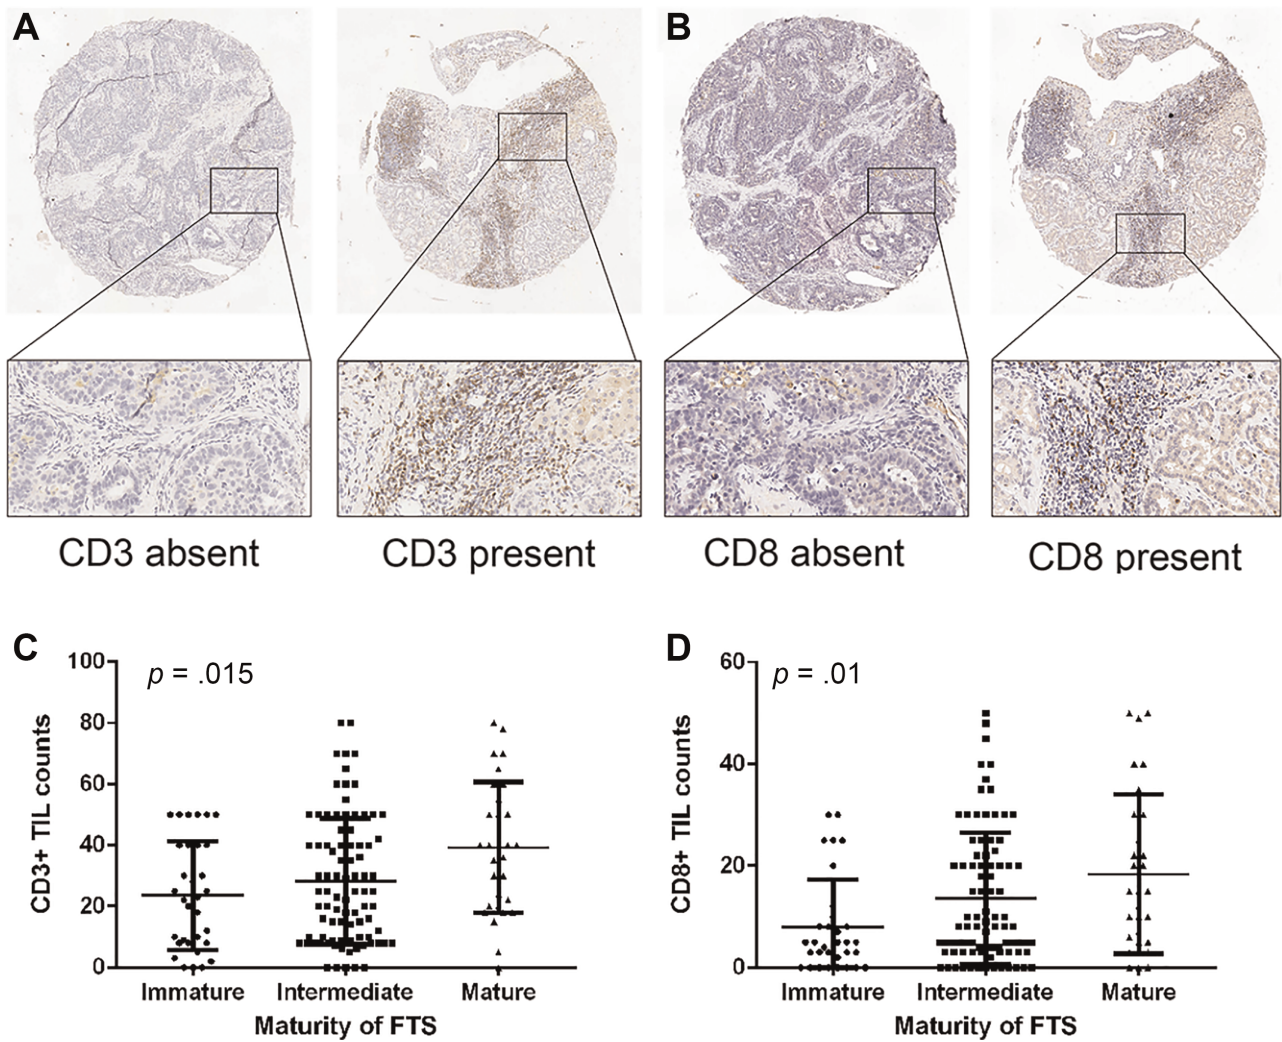 A
B
CD3 absent
CD3 present
CD8 absent
CD8 present
C
p = .015
CD3+ TIL counts
100
80
60
40
20
0
Immature
Intermediate
Mature
Maturity of FTS
D
p = .01
CD8+ TIL counts
60
40
20
0
Immature
Intermediate
Mature
Maturity of FTS